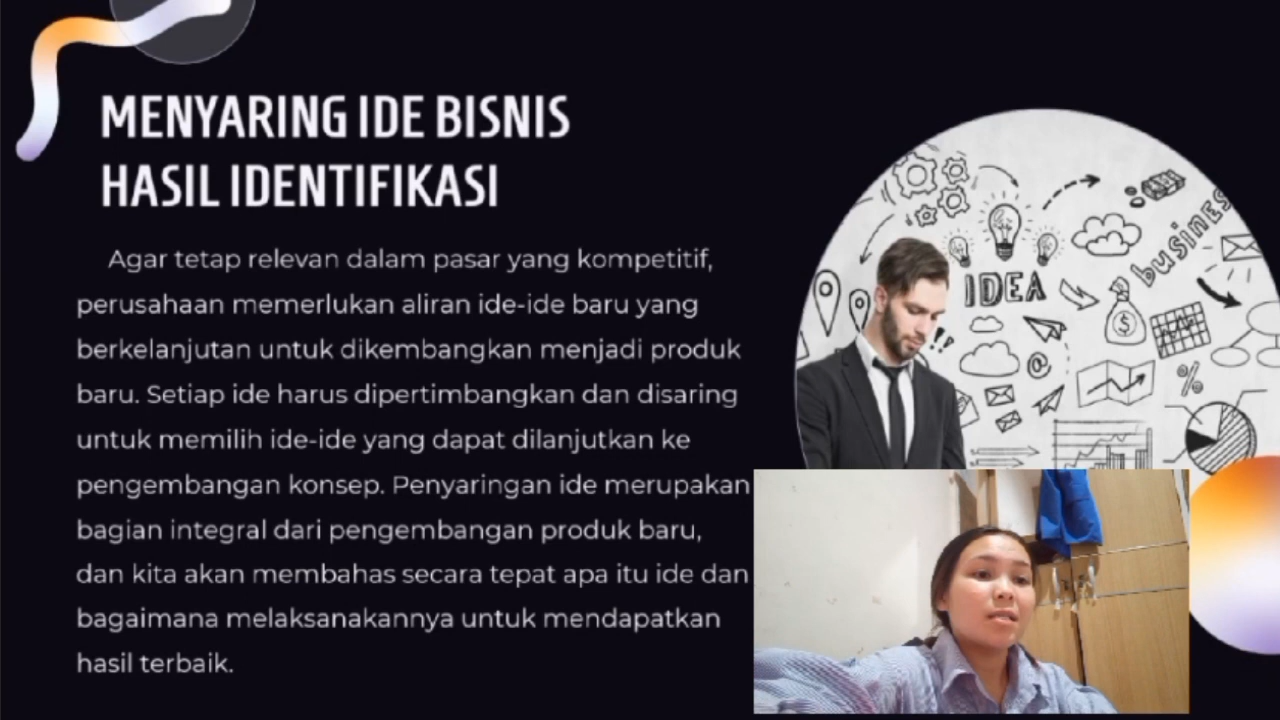 MENYARING IDE BISNIS
HASIL IDENTIFIKASI
Agar tetap relevan dalam pasar yang kompetitif,
perusahaan memerlukan aliran ide-ide baru yang
berkelanjutan untuk dikembangkan menjadi produk
baru. Setiap ide harus dipertimbangkan dan disaring
untuk memilih ide-ide yang dapat dilanjutkan ke
pengembangan konsep. Penyaringan ide merupakan
bagian integral dari pengembangan produk baru,
dan kita akan membahas secara tepat apa itu ide dan
bagaimana melaksanakannya untuk mendapatkan
hasil terbaik.
business
IDEA
!!
$
@
%